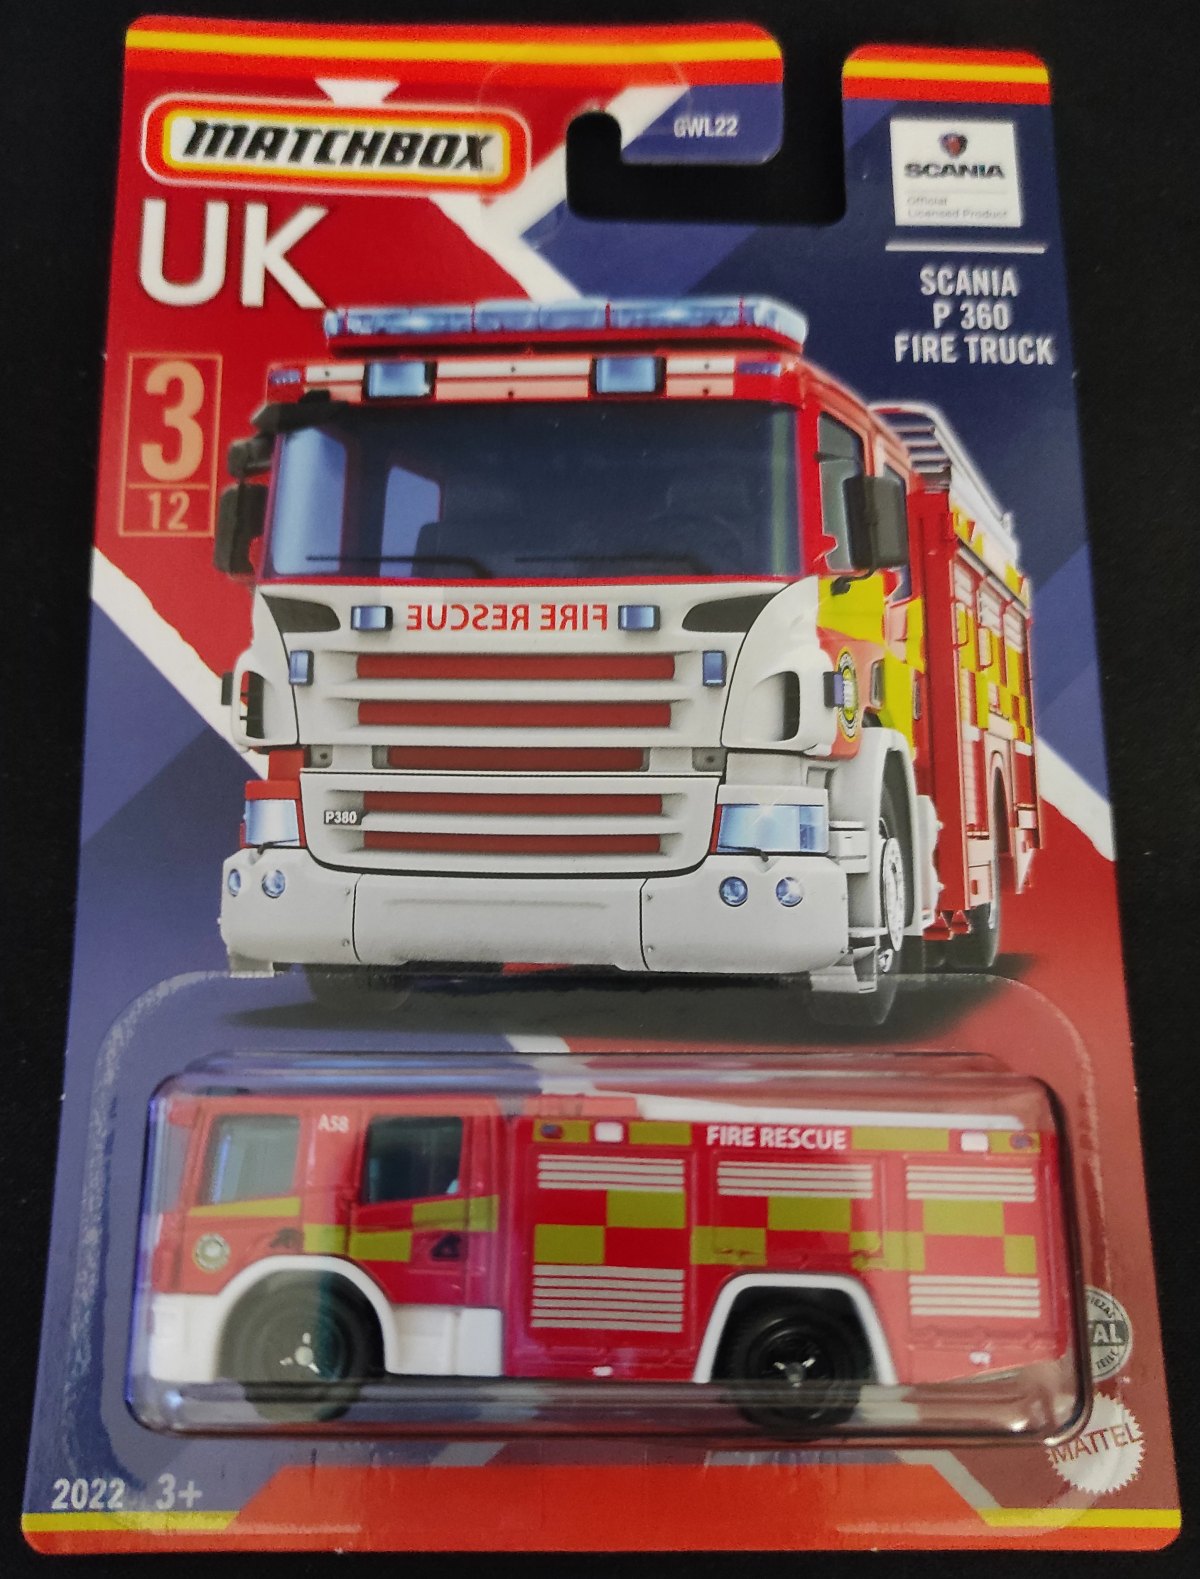 MATCHBOX
GWL22
SCANIA
Official
Licensed Product
UK
SCANIA
P 360
FIRE TRUCK
3
12
FIRE RESCUE
P380
A58
FIRE RESCUE
MATTEL
2022 3+